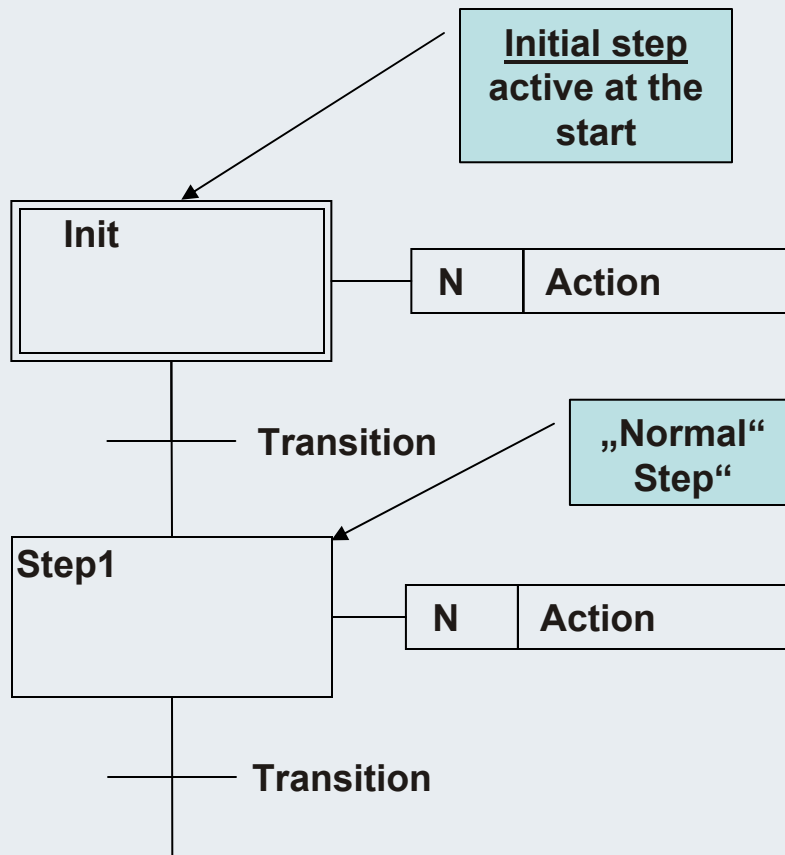 Initial step
active at the
start
Init
N Action
Transition
„Normal“
Step“
Step1
N Action
Transition